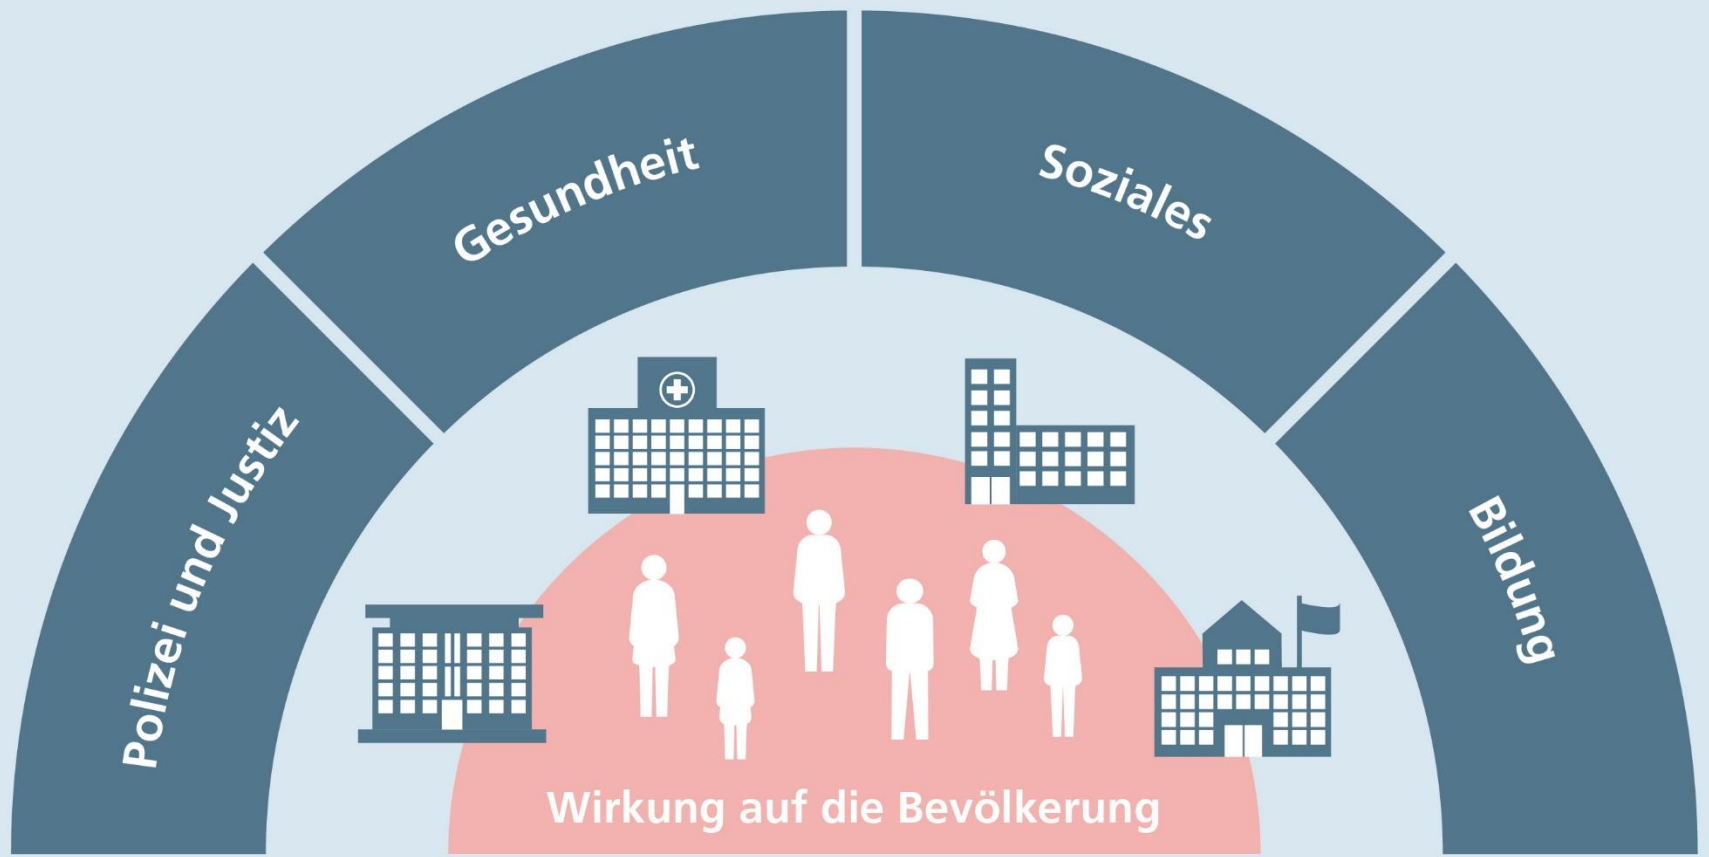 Polizei und Justiz
Gesundheit
Soziales
Bildung
Wirkung auf die Bevölkerung